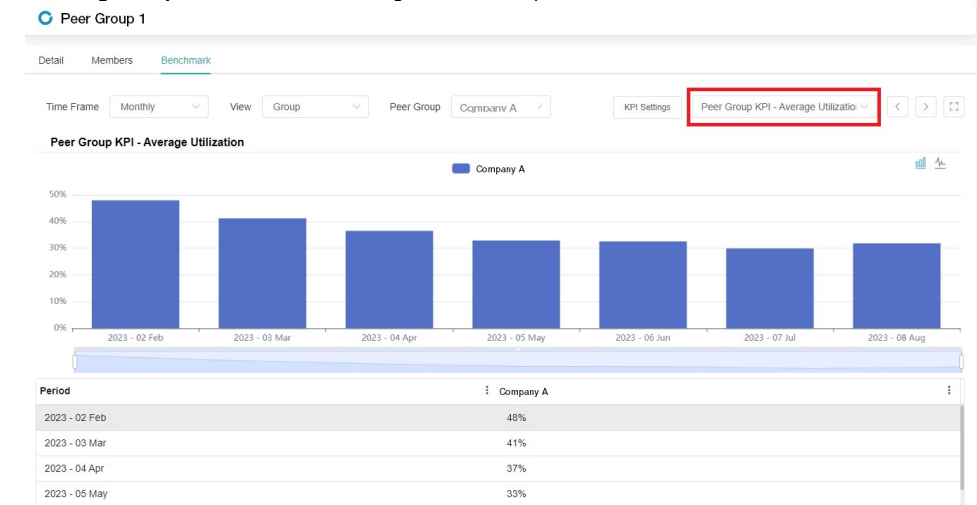 Peer Group 1
Detail Members Benchmark
Time Frame Monthly View Group Peer Group Company A KPI Settings Peer Group KPI - Average Utilizatio
Peer Group KPI - Average Utilization
Company A
50%
40%
30%
20%
10%
0%
2023 - 02 Feb 2023 - 03 Mar 2023 - 04 Apr 2023 - 05 May 2023 - 06 Jun 2023 - 07 Jul 2023 - 08 Aug
Period Company A
2023 - 02 Feb 48%
2023 - 03 Mar 41%
2023 - 04 Apr 37%
2023 - 05 May 33%